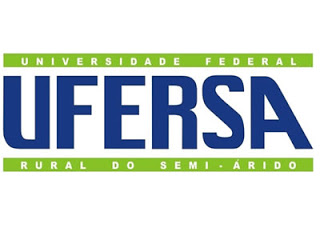 UNIVERSIDADE FEDERAL
UFERSA
RURAL DO SEMI-ÁRIDO